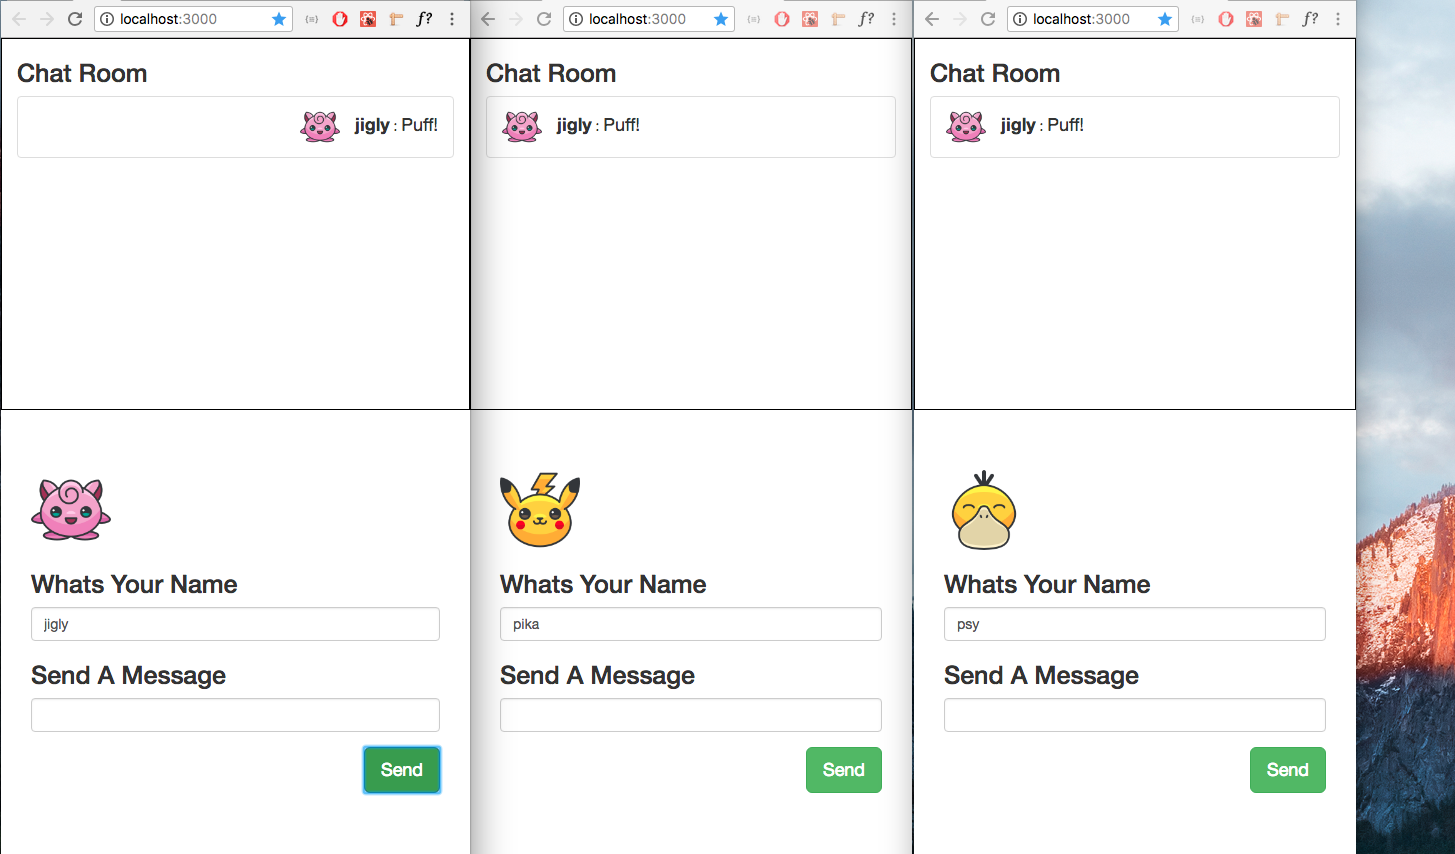 localhost:3000
f?
Chat Room
jigly : Puff!
Whats Your Name
jigly
Send A Message
Send
localhost:3000
f?
Chat Room
jigly : Puff!
Whats Your Name
pika
Send A Message
Send
localhost:3000
f?
Chat Room
jigly : Puff!
Whats Your Name
psy
Send A Message
Send